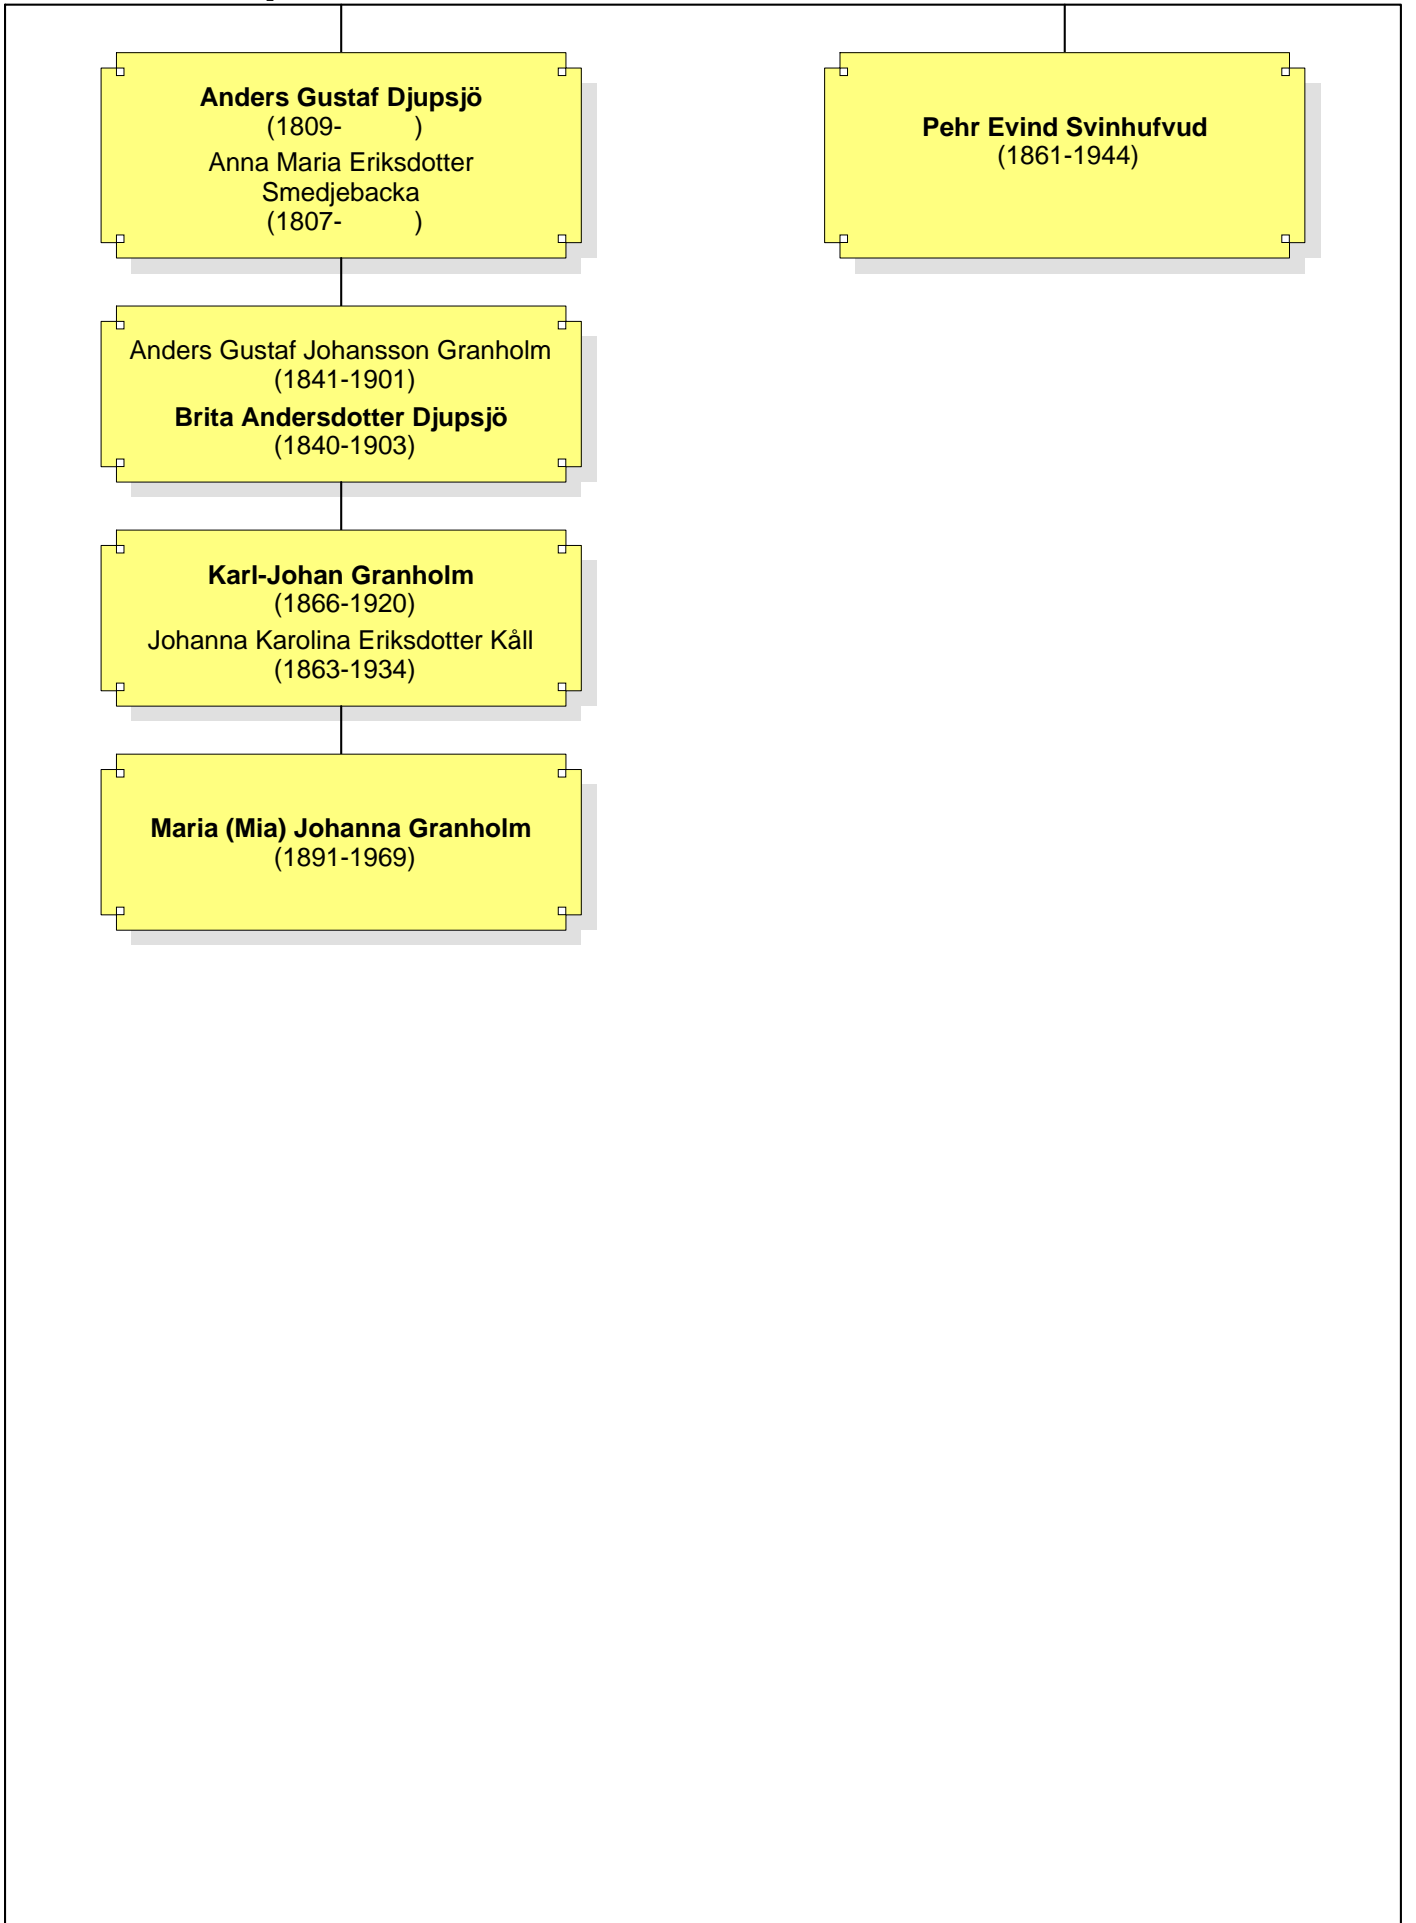 Anders Gustaf Djupsjö
(1809- )
Anna Maria Eriksdotter
Smedjebacka
(1807- )
Pehr Evind Svinhufvud
(1861-1944)
Anders Gustaf Johansson Granholm
(1841-1901)
Brita Andersdotter Djupsjö
(1840-1903)
Karl-Johan Granholm
(1866-1920)
Johanna Karolina Eriksdotter Kåll
(1863-1934)
Maria (Mia) Johanna Granholm
(1891-1969)